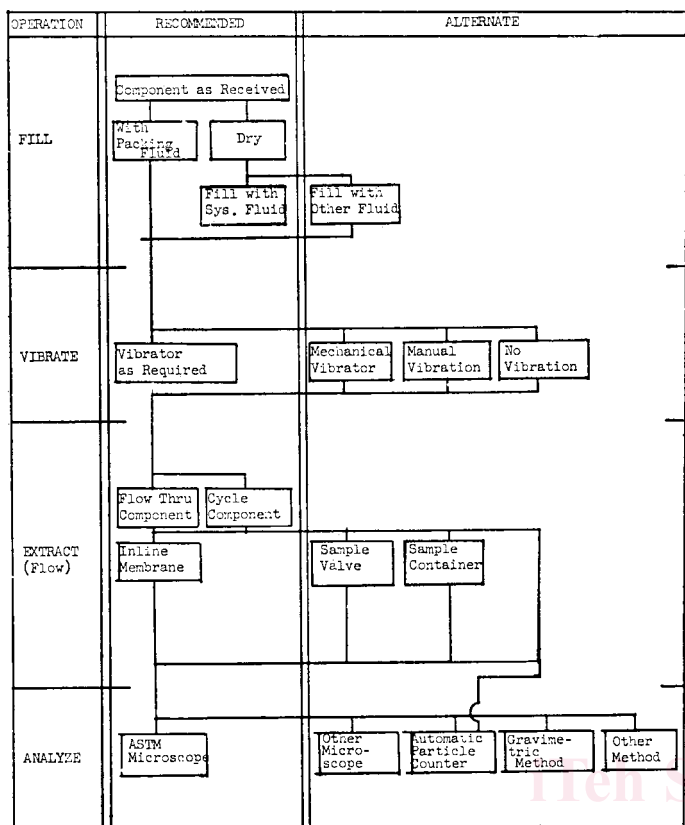 OPERATION RECOMMENDED ALTERNATE
Component as Received
FILL
With
Packing
Fluid
Dry
Fill with
Sys. Fluid
Fill with
Other Fluid
VIBRATE
Vibrator
as Required
Mechanical
Vibrator
Manual
Vibration
No
Vibration
EXTRACT
(Flow)
Flow Thru
Component
Cycle
Component
Inline
Membrane
Sample
Valve
Sample
Container
ANALYZE
ASTM
Microscope
Other
Micro-
scope
Automatic
Particle
Counter
Gravime-
tric
Method
Other
Method
iTeh S